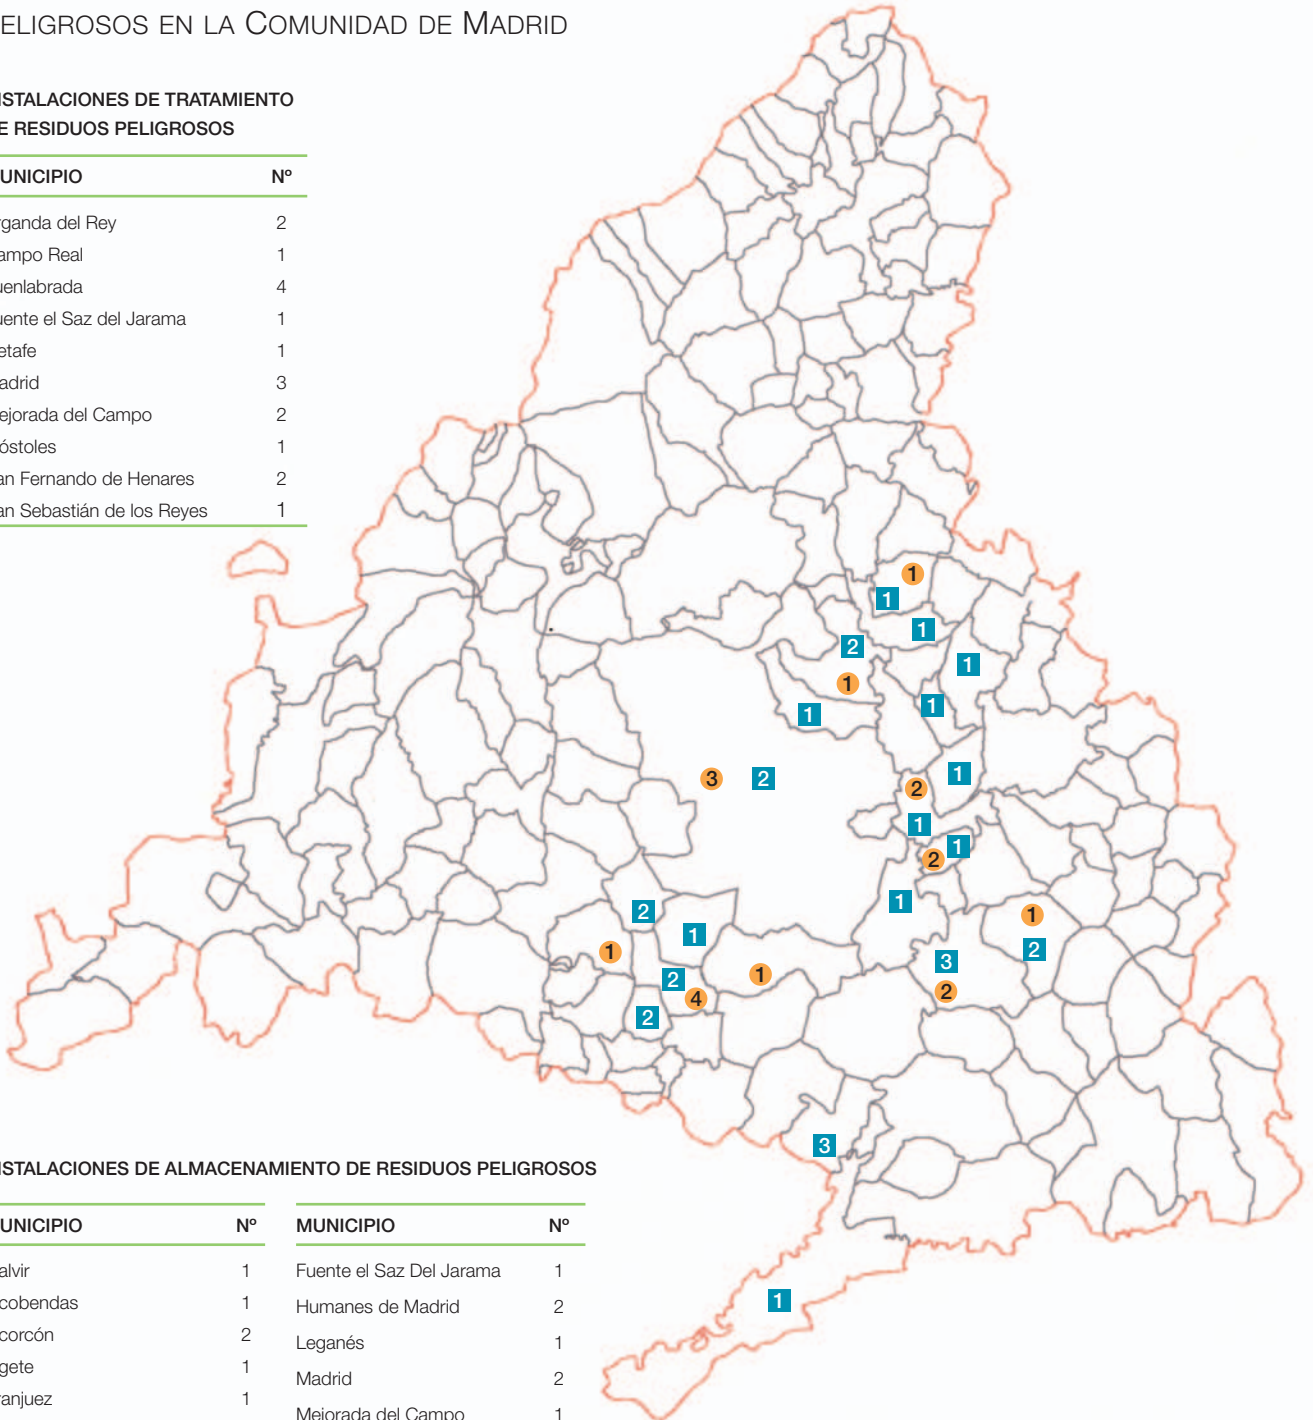 ELIGROSOS EN LA COMUNIDAD DE MADRID
NSTALACIONES DE TRATAMIENTO
E RESIDUOS PELIGROSOS
UNICIPIO Nº
rganda del Rey 2
ampo Real 1
uenlabrada 4
uente el Saz del Jarama 1
etafe 1
adrid 3
ejorada del Campo 2
óstoles 1
an Fernando de Henares 2
an Sebastián de los Reyes 1
1
1
1
2
1
1
1
1
3
2
1
2
1
1
2
1
1
2
2
1
1
3
2
1
2
4
2
3
1
NSTALACIONES DE ALMACENAMIENTO DE RESIDUOS PELIGROSOS
UNICIPIO Nº
alvir 1
cobendas 1
corcón 2
gete 1
ranjuez 1
MUNICIPIO Nº
Fuente el Saz Del Jarama 1
Humanes de Madrid 2
Leganés 1
Madrid 2
Mejorada del Campo 1